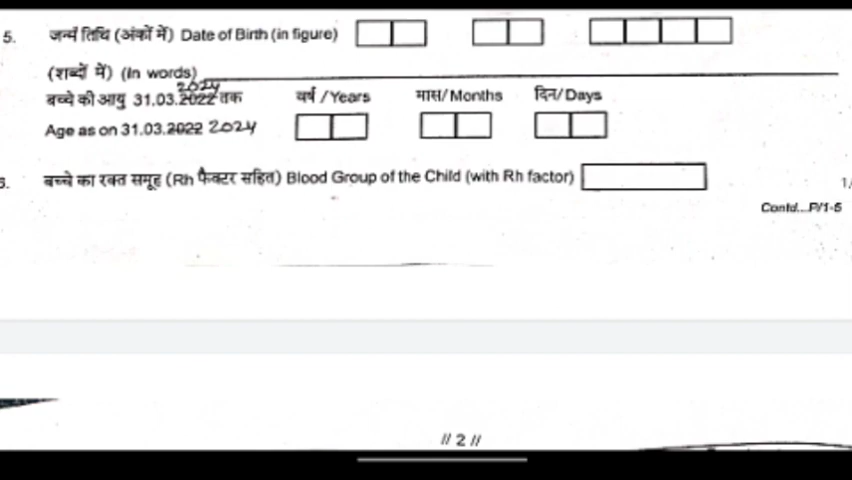 5. जन्म तिथि (अंकों में) Date of Birth (in figure)
(शब्दों में) (In words)
2024
बच्चे की आयु 31.03.2022 तक वर्ष /Years मास/ Months दिन/ Days
Age as on 31.03.2022 2024
बच्चे का रक्त समूह (Rh फैक्टर सहित) Blood Group of the Child (with Rh factor)
Contd...P/1-5
// 2 //